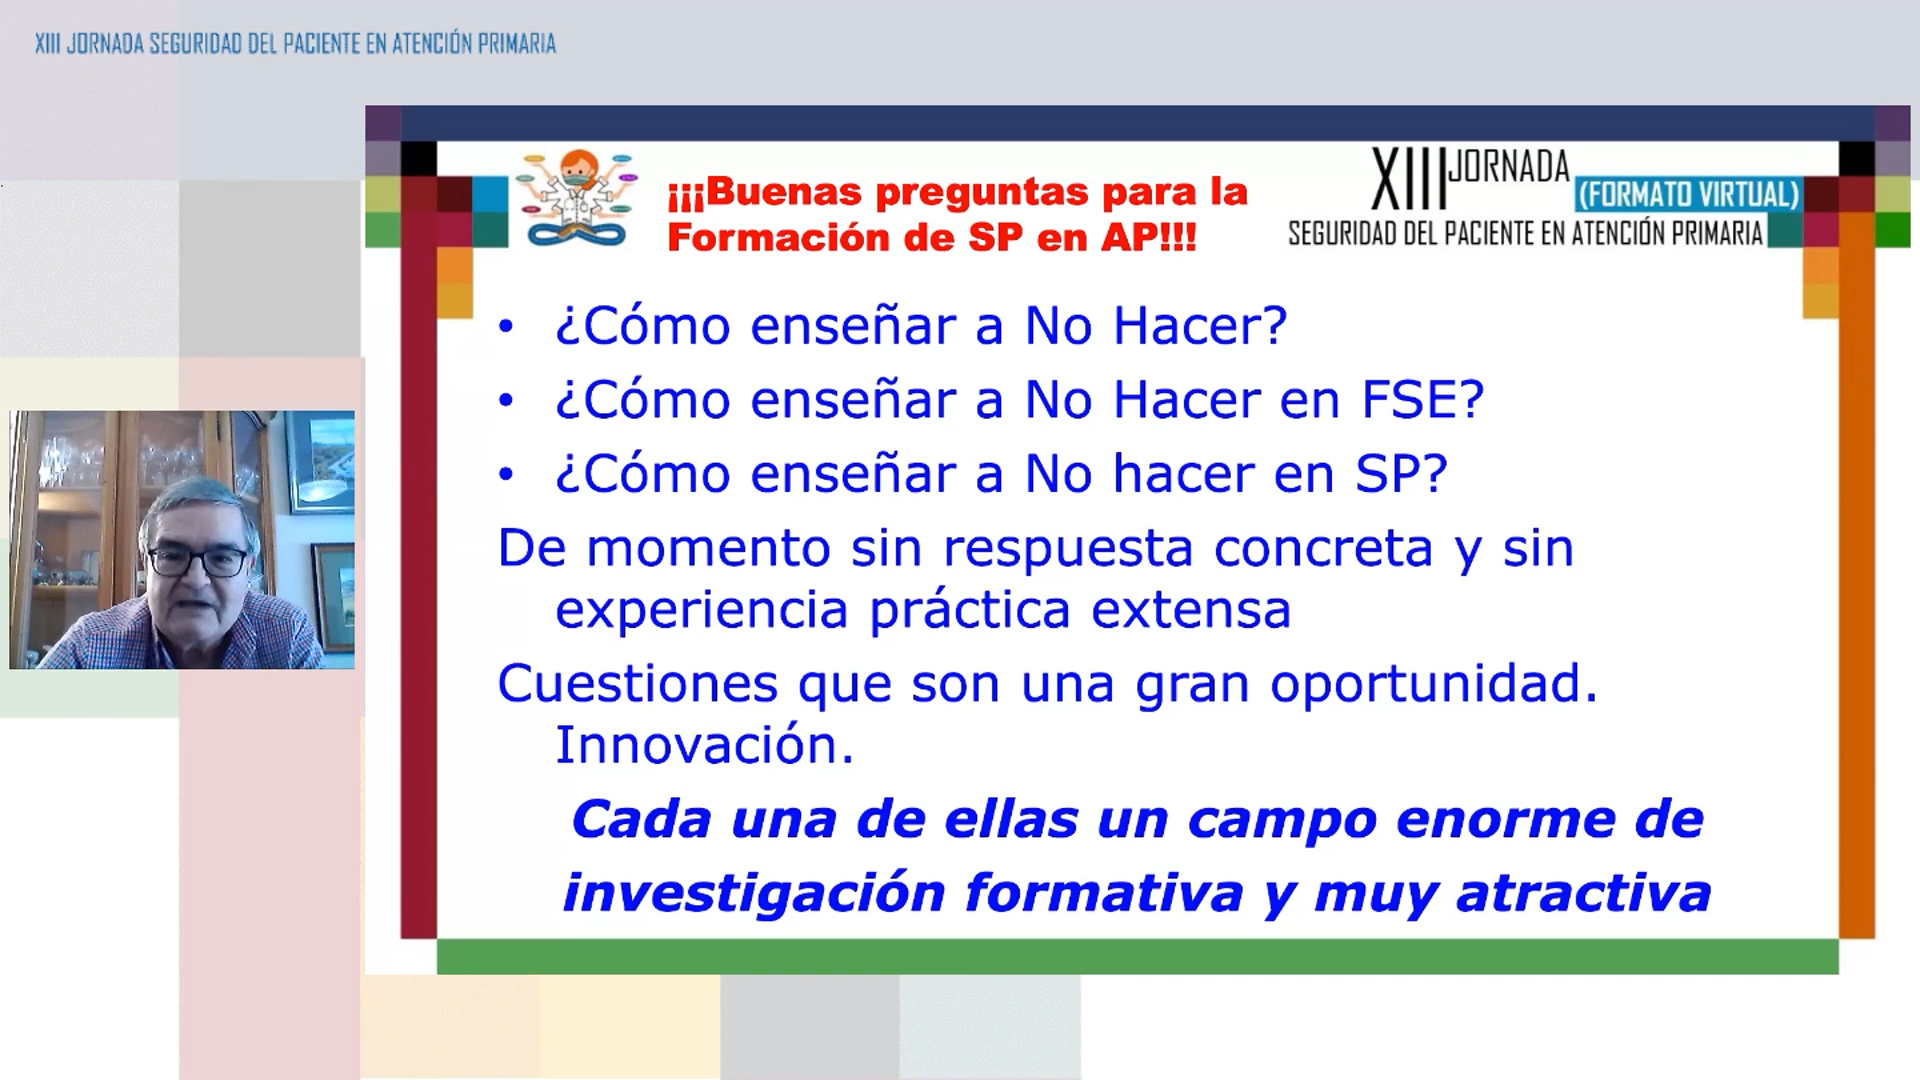 XIII JORNADA SEGURIDAD DEL PACIENTE EN ATENCIÓN PRIMARIA
¡¡¡Buenas preguntas para la
Formación de SP en AP!!!
XIII JORNADA
(FORMATO VIRTUAL)
SEGURIDAD DEL PACIENTE EN ATENCIÓN PRIMARIA
• ¿Cómo enseñar a No Hacer?
• ¿Cómo enseñar a No Hacer en FSE?
• ¿Cómo enseñar a No hacer en SP?
De momento sin respuesta concreta y sin
experiencia práctica extensa
Cuestiones que son una gran oportunidad.
Innovación.
Cada una de ellas un campo enorme de
investigación formativa y muy atractiva